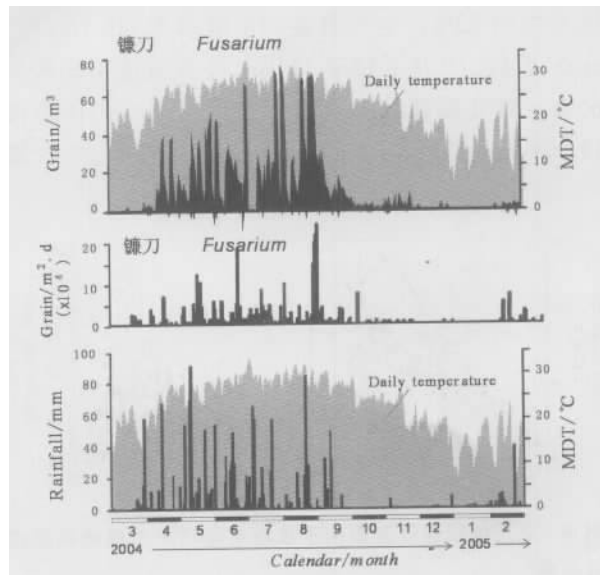 镰刀 Fusarium
80
60
40
20
0
Grain/m³
Daily temperature
30
20
10
0
MDT/°C
镰刀 Fusarium
20
10
5
0
Grain/m².d
(x10⁴)
100
80
60
40
20
0
Rainfall/mm
Daily temperature
30
20
10
0
MDT/°C
3 4 5 6 7 8 9 10 11 12 1 2
2004 2005
Calendar/month